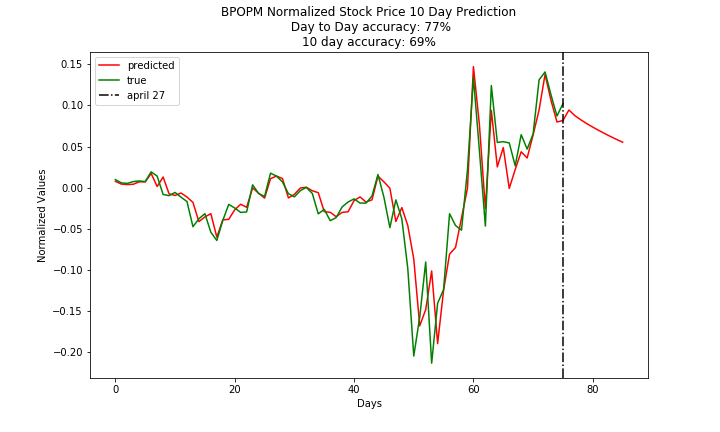 BPOPM Normalized Stock Price 10 Day Prediction
Day to Day accuracy: 77%
10 day accuracy: 69%
predicted
true
april 27
0.15
0.10
0.05
0.00
−0.05
−0.10
−0.15
−0.20
Normalized Values
0 20 40 60 80
Days